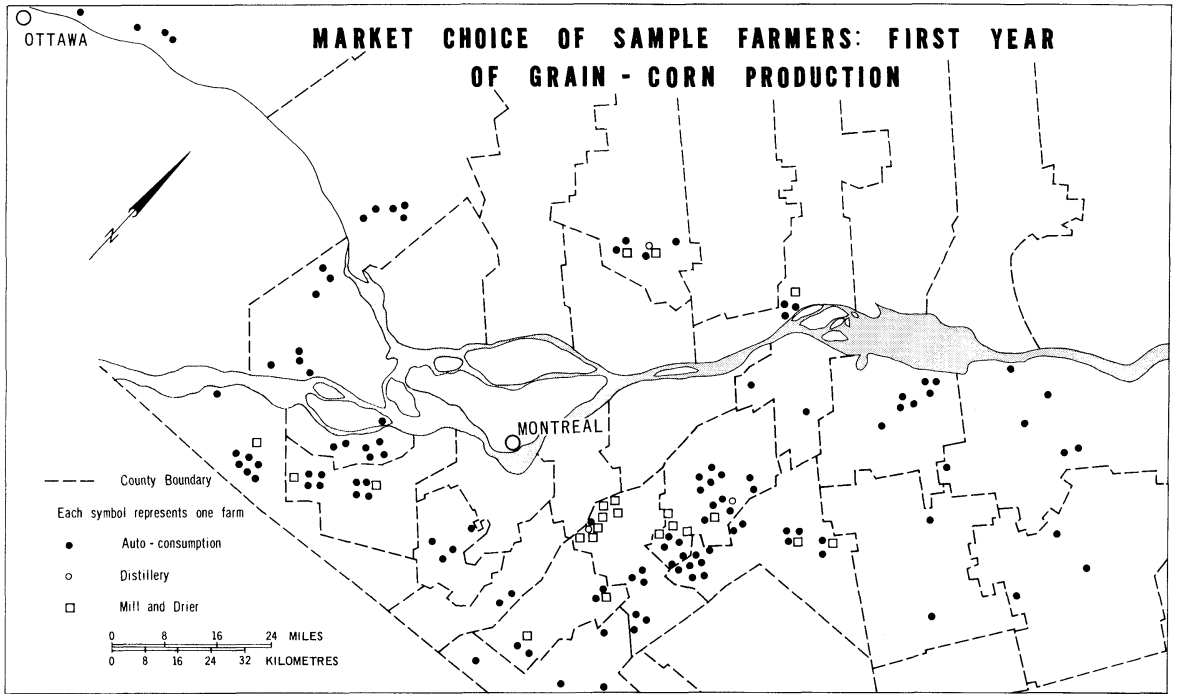 MARKET CHOICE OF SAMPLE FARMERS: FIRST YEAR
OF GRAIN - CORN PRODUCTION
OTTAWA
N
MONTREAL
County Boundary
Each symbol represents one farm
Auto - consumption
Distillery
Mill and Drier
0 8 16 24 MILES
0 8 16 24 32 KILOMETRES